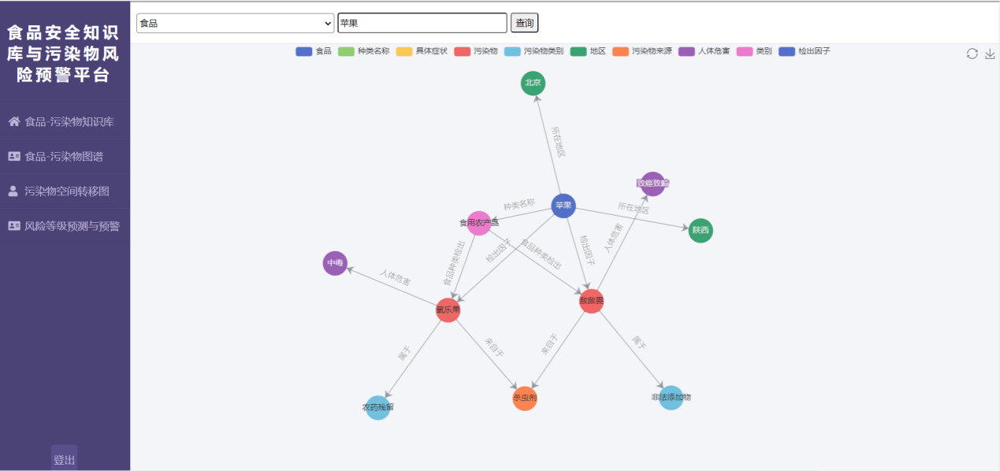 食品安全知识
库与污染物风
险预警平台
食品-污染物知识库
食品-污染物图谱
污染物空间转移图
风险等级预测与预警
登出
食品 苹果 查询
食品 种类名称 具体症状 污染物 污染物类别 地区 污染物来源 人体危害 类别 检出因子
北京
所在地区
致癌致畸
苹果
种类名称
所在地区
食用农产品
陕西
人体危害
检出因子
检出因子
食品种类检出
食品种类检出
中毒
人体危害
敌敌畏
氧乐果
来自于
来自于
属于
属于
杀虫剂
非法添加物
农药残留